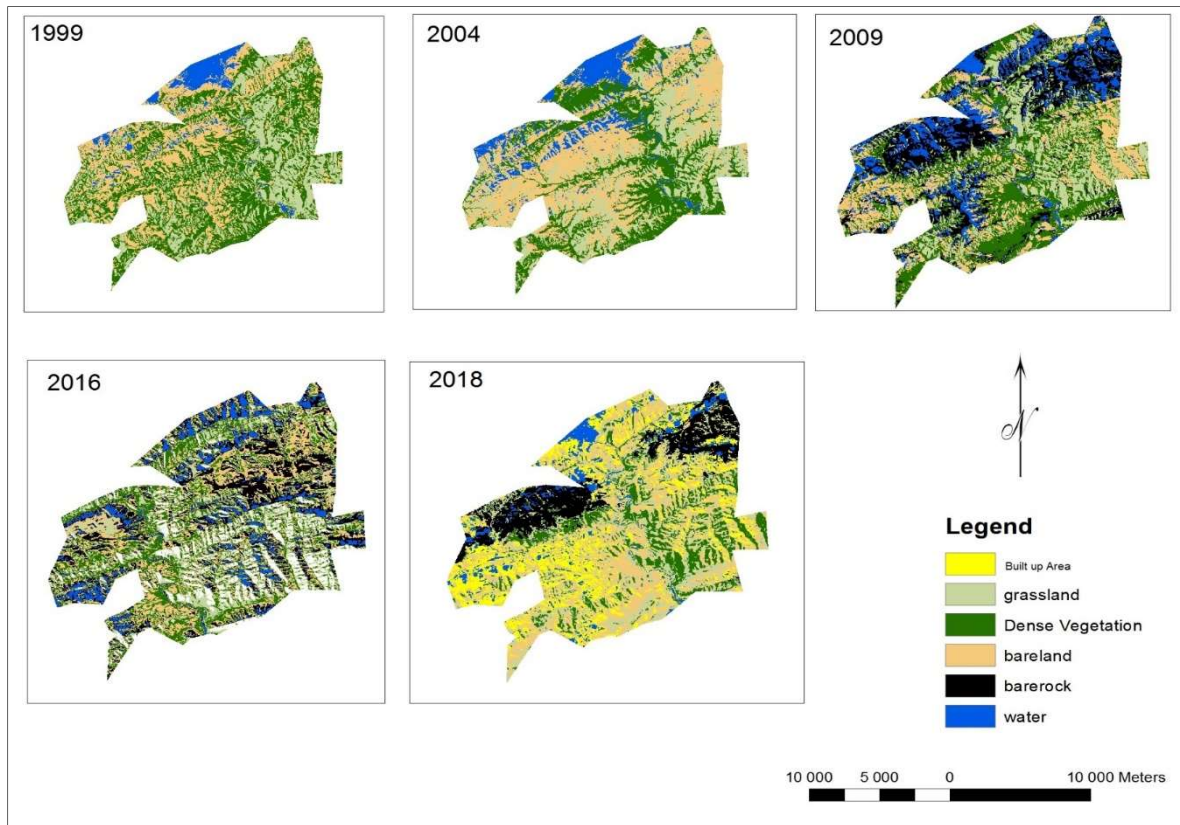 1999
2004
2009
2016
2018
N
Legend
Built up Area
grassland
Dense Vegetation
bareland
barerock
water
10 000 5 000 0 10 000 Meters